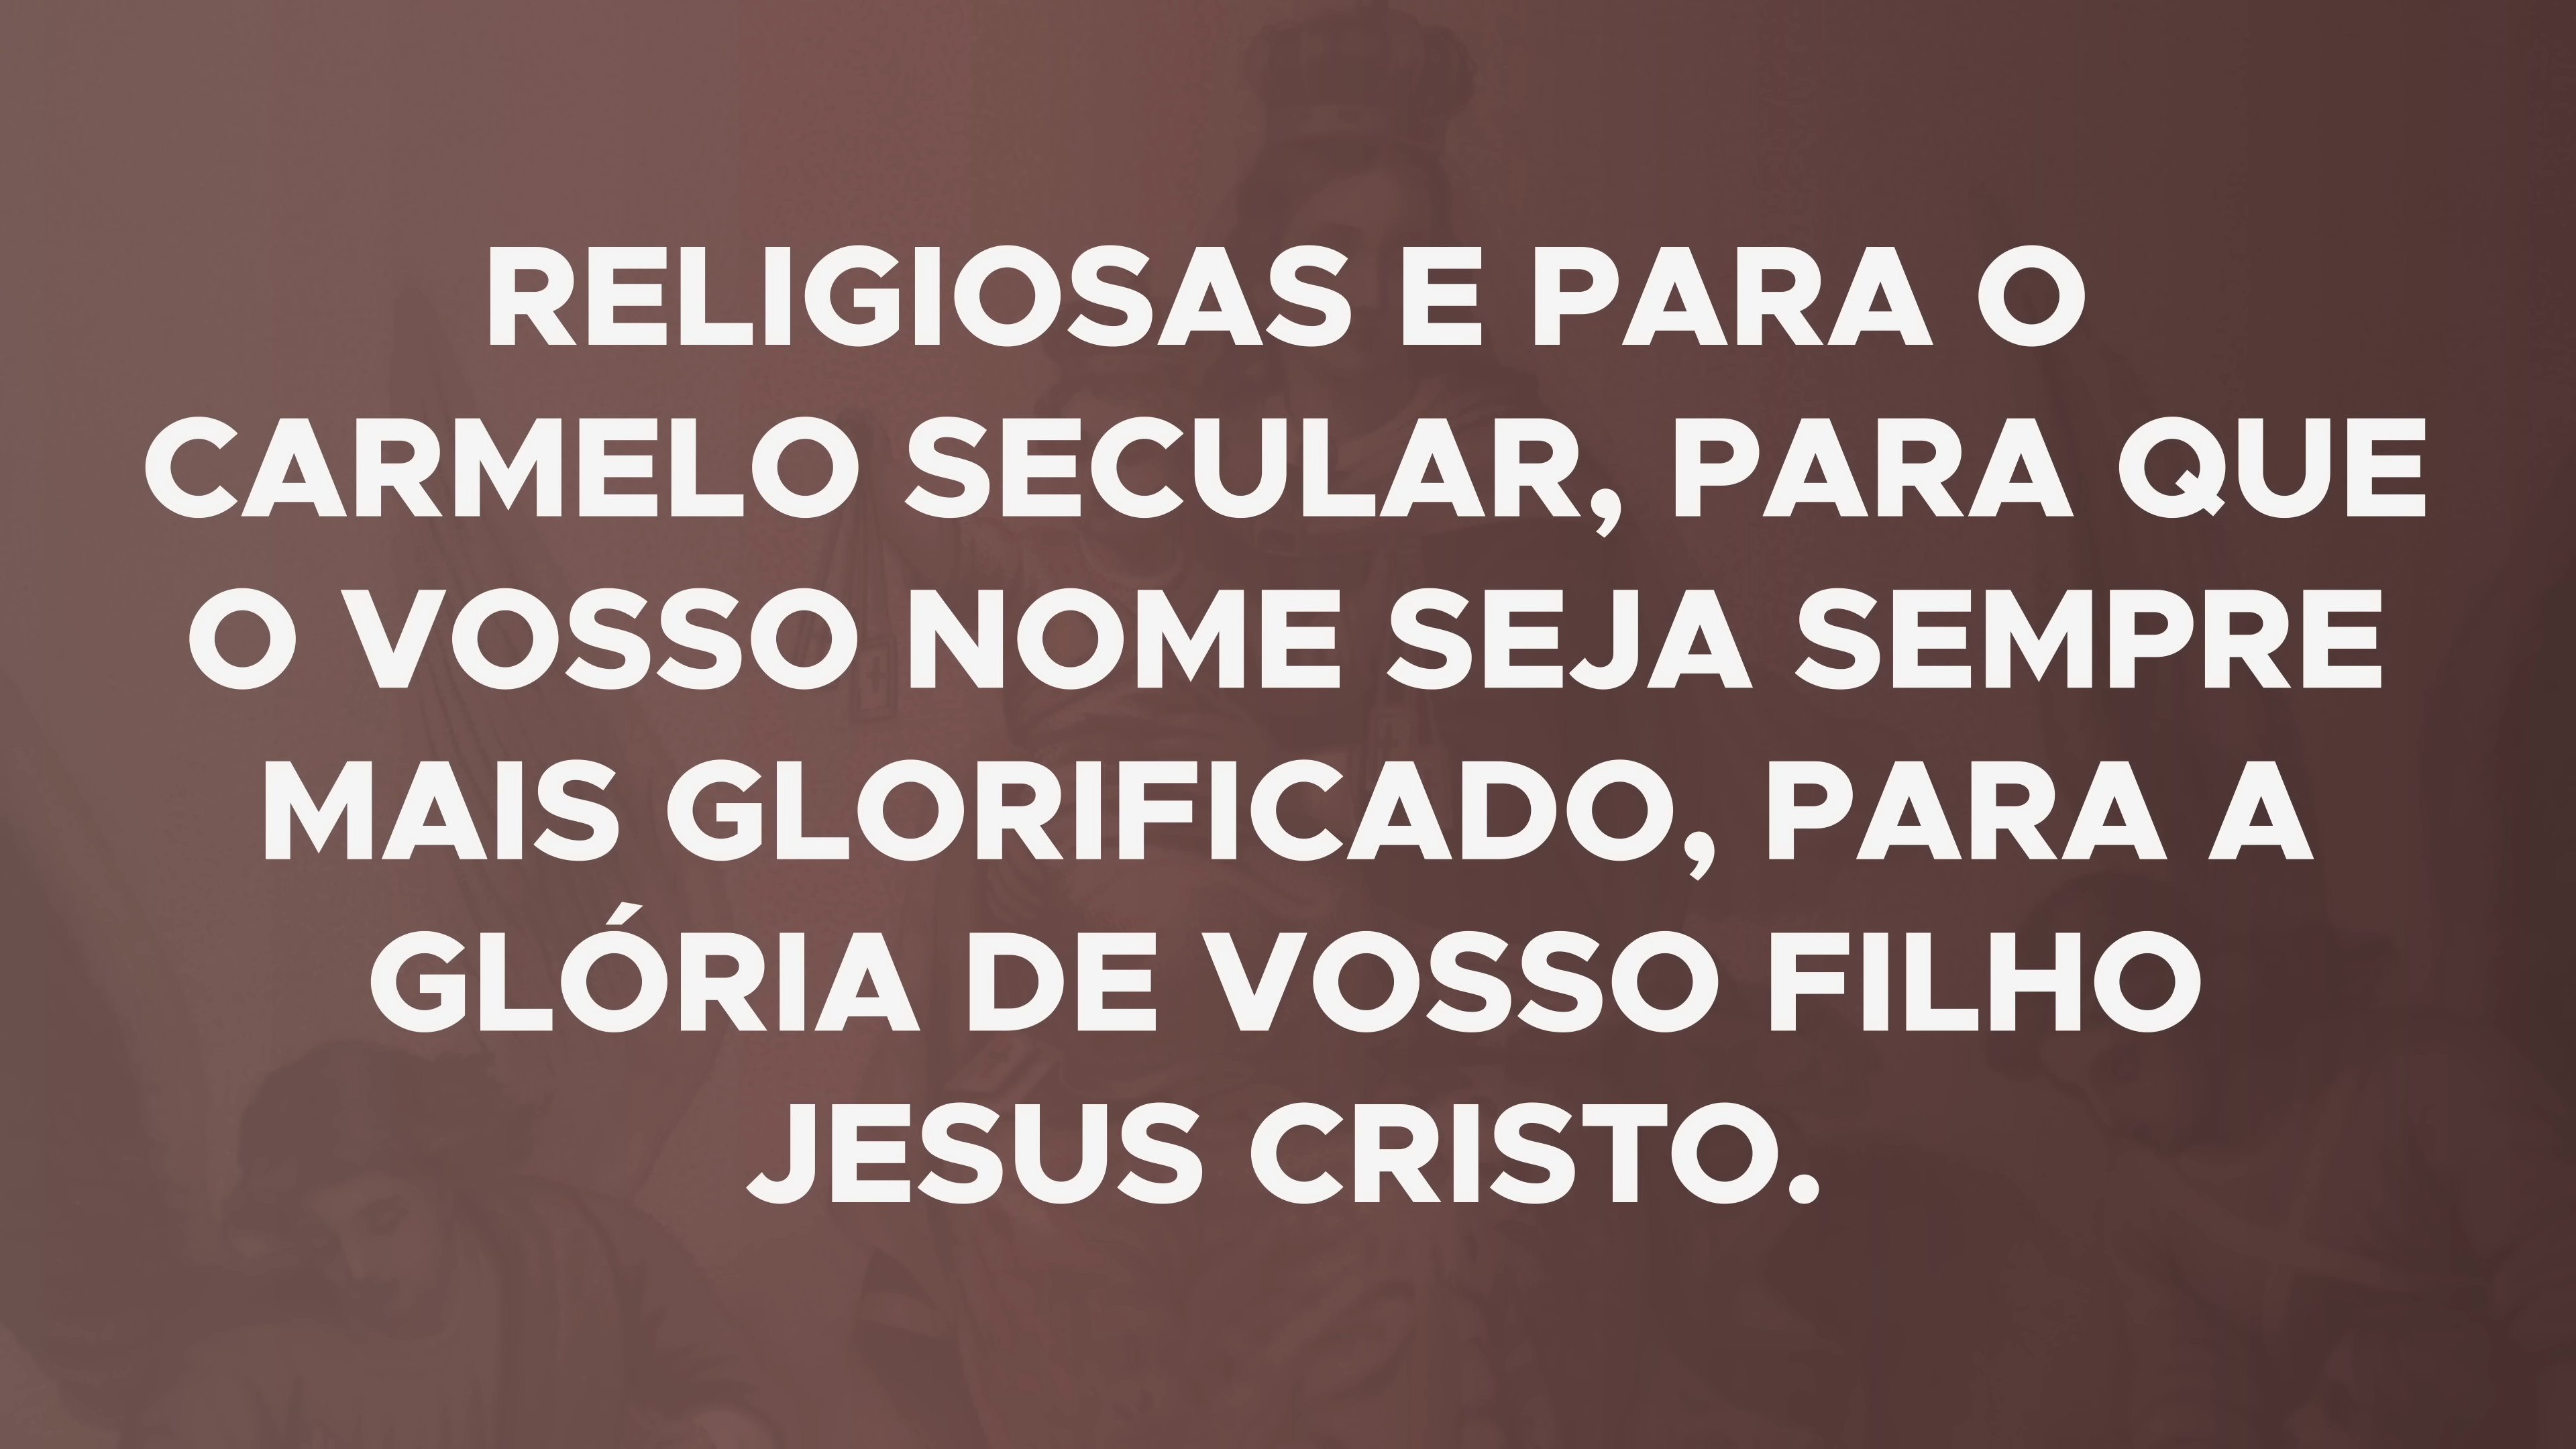 RELIGIOSAS E PARA O
CARMELO SECULAR, PARA QUE
O VOSSO NOME SEJA SEMPRE
MAIS GLORIFICADO, PARA A
GLÓRIA DE VOSSO FILHO
JESUS CRISTO.